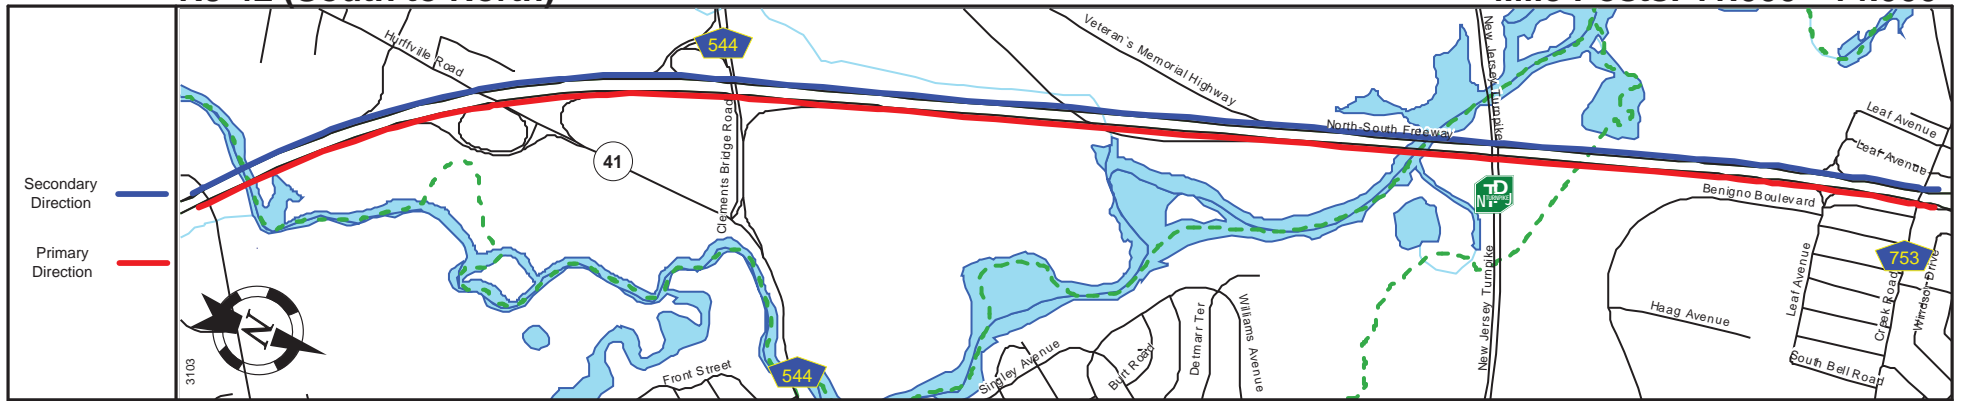 Secondary
Direction
Primary
Direction
Hurffville Road
544
Clements Bridge Road
41
Veteran's Memorial Highway
New Jersey Turnpike
North-South Freeway
Leaf Avenue
Leaf Avenue
Benigno Boulevard
TURNPIKE
New Jersey Turnpike
753
Leaf Avenue
Creek Road
Windsor Drive
Haag Avenue
South Bell Road
N
3103
Front Street
544
Singley Avenue
Burt Road
Detmarr Ter
Williams Avenue